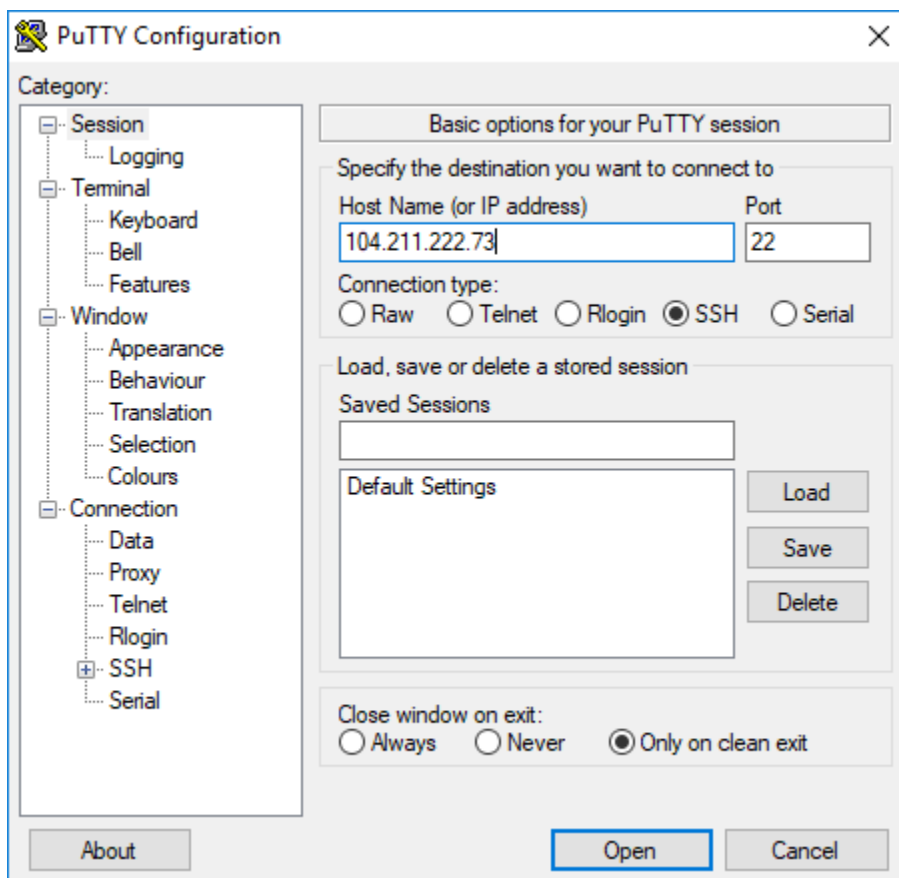 PuTTY Configuration
Category:
Session
Logging
Terminal
Keyboard
Bell
Features
Window
Appearance
Behaviour
Translation
Selection
Colours
Connection
Data
Proxy
Telnet
Rlogin
SSH
Serial
Basic options for your PuTTY session
Specify the destination you want to connect to
Host Name (or IP address) Port
104.211.222.73 22
Connection type:
Raw Telnet Rlogin SSH Serial
Load, save or delete a stored session
Saved Sessions
Default Settings
Load
Save
Delete
Close window on exit:
Always Never Only on clean exit
About Open Cancel